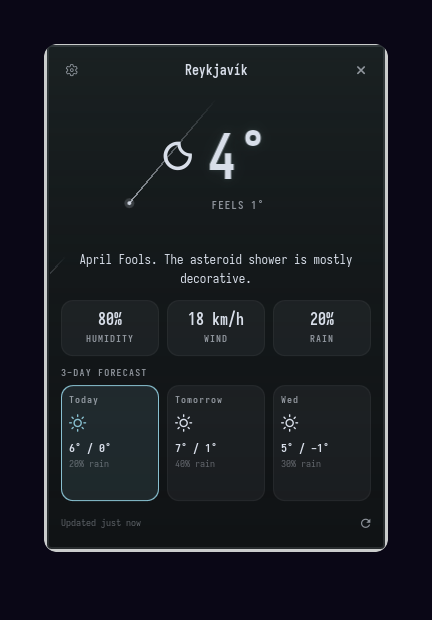 Reykjavík
4°
FEELS 1°
April Fools. The asteroid shower is mostly
decorative.
80%
HUMIDITY
18 km/h
WIND
20%
RAIN
3-DAY FORECAST
Today
6° / 0°
20% rain
Tomorrow
7° / 1°
40% rain
Wed
5° / -1°
30% rain
Updated just now